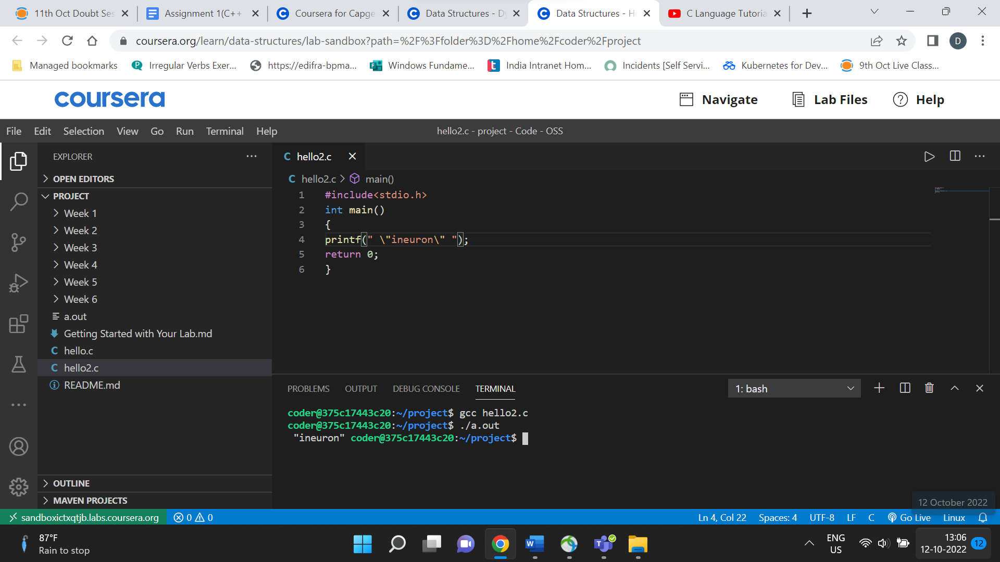 11th Oct Doubt Ses
Assignment 1(C++
Coursera for Capge
Data Structures - Dy
Data Structures - He
C Language Tutoria
coursera.org/learn/data-structures/lab-sandbox?path=%2F%3Ffolder%3D%2Fhome%2Fcoder%2Fproject
D
Managed bookmarks
Irregular Verbs Exer...
https://edifra-bpma...
Windows Fundame...
India Intranet Hom...
Incidents [Self Servi...
Kubernetes for Dev...
9th Oct Live Class...
coursera
Navigate
Lab Files
Help
File Edit Selection View Go Run Terminal Help
hello2.c - project - Code - OSS
EXPLORER
OPEN EDITORS
PROJECT
Week 1
Week 2
Week 3
Week 4
Week 5
Week 6
a.out
Getting Started with Your Lab.md
C hello.c
C hello2.c
README.md
OUTLINE
MAVEN PROJECTS
C hello2.c
C hello2.c > main()
1 #include<stdio.h>
2 int main()
3 {
4 printf(" \"ineuron\" ");
5 return 0;
6 }
PROBLEMS OUTPUT DEBUG CONSOLE TERMINAL
1: bash
coder@375c17443c20:~/project$ gcc hello2.c
coder@375c17443c20:~/project$ ./a.out
"ineuron" coder@375c17443c20:~/project$
12 October 2022
sandboxictxqtjb.labs.coursera.org
0 0
Ln 4, Col 22 Spaces: 4 UTF-8 LF C Go Live Linux
87°F
Rain to stop
ENG
US
13:06
12-10-2022
12